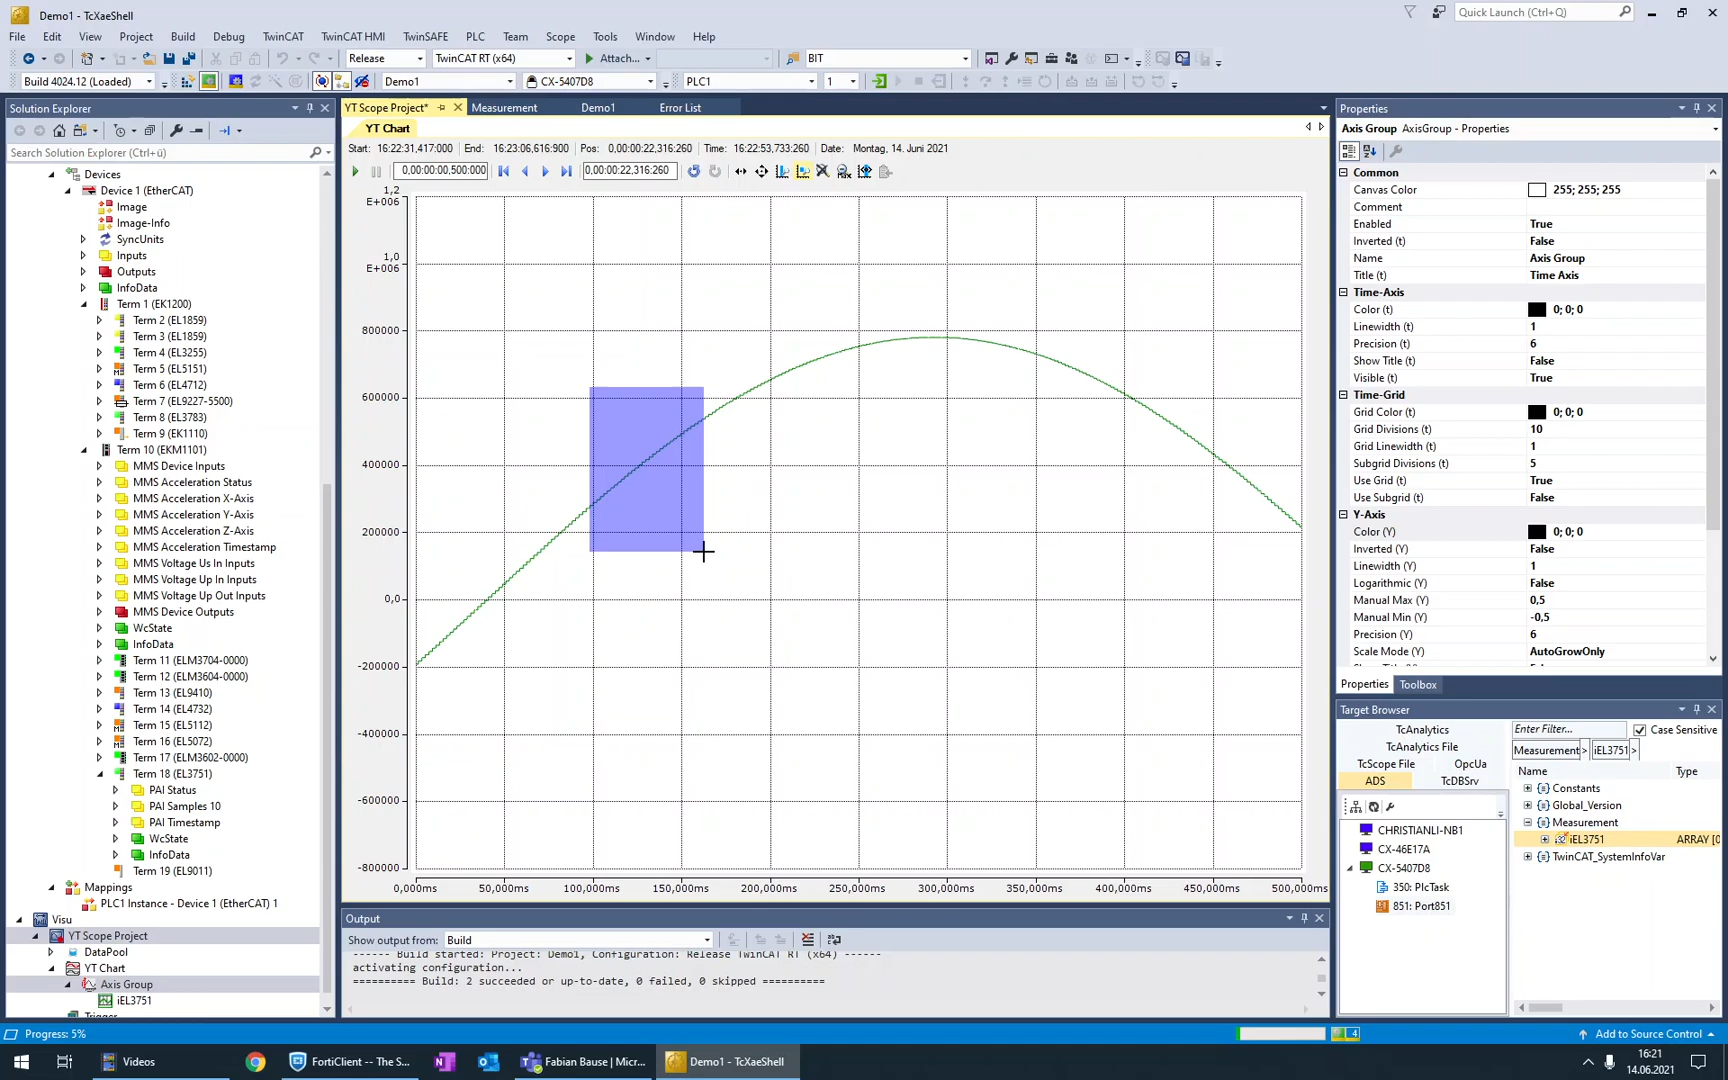 Demo1 - TcXaeShell
Quick Launch (Ctrl+Q)
File Edit View Project Build Debug TwinCAT TwinCAT HMI TwinSAFE PLC Team Scope Tools Window Help
Release TwinCAT RT (x64) Attach... BIT
Build 4024.12 (Loaded) Demo1 CX-5407D8 PLC1 1
Solution Explorer
Search Solution Explorer (Ctrl+ü)
Devices
Device 1 (EtherCAT)
Image
Image-Info
SyncUnits
Inputs
Outputs
InfoData
Term 1 (EK1200)
Term 2 (EL1859)
Term 3 (EL1859)
Term 4 (EL3255)
Term 5 (EL5151)
Term 6 (EL4712)
Term 7 (EL9227-5500)
Term 8 (EL3783)
Term 9 (EK1110)
Term 10 (EKM1101)
MMS Device Inputs
MMS Acceleration Status
MMS Acceleration X-Axis
MMS Acceleration Y-Axis
MMS Acceleration Z-Axis
MMS Acceleration Timestamp
MMS Voltage Us In Inputs
MMS Voltage Up In Inputs
MMS Voltage Up Out Inputs
MMS Device Outputs
WcState
InfoData
Term 11 (ELM3704-0000)
Term 12 (ELM3604-0000)
Term 13 (EL9410)
Term 14 (EL4732)
Term 15 (EL5112)
Term 16 (EL5072)
Term 17 (ELM3602-0000)
Term 18 (EL3751)
PAI Status
PAI Samples 10
PAI Timestamp
WcState
InfoData
Term 19 (EL9011)
Mappings
PLC1 Instance - Device 1 (EtherCAT) 1
Visu
YT Scope Project
DataPool
YT Chart
Axis Group
iEL3751
YT Scope Project* Measurement Demo1 Error List
YT Chart
Start: 16:22:31,417:000 End: 16:23:06,616:900 Pos: 0,00:00:22,316:260 Time: 16:22:53,733:260 Date: Montag, 14. Juni 2021
0,00:00:00,500:000 0,00:00:22,316:260
1,2
E+006
1,0
E+006
800000
600000
400000
200000
0,0
-200000
-400000
-600000
-800000
0,000ms 50,000ms 100,000ms 150,000ms 200,000ms 250,000ms 300,000ms 350,000ms 400,000ms 450,000ms 500,000ms
Output
Show output from: Build
------ Build started: Project: Demo1, Configuration: Release TwinCAT RT (x64) ------
activating configuration...
========== Build: 2 succeeded or up-to-date, 0 failed, 0 skipped ==========
Properties
Axis Group AxisGroup - Properties
Common
Canvas Color 255; 255; 255
Comment
Enabled True
Inverted (t) False
Name Axis Group
Title (t) Time Axis
Time-Axis
Color (t) 0; 0; 0
Linewidth (t) 1
Precision (t) 6
Show Title (t) False
Visible (t) True
Time-Grid
Grid Color (t) 0; 0; 0
Grid Divisions (t) 10
Grid Linewidth (t) 1
Subgrid Divisions (t) 5
Use Grid (t) True
Use Subgrid (t) False
Y-Axis
Color (Y) 0; 0; 0
Inverted (Y) False
Linewidth (Y) 1
Logarithmic (Y) False
Manual Max (Y) 0,5
Manual Min (Y) -0,5
Precision (Y) 6
Scale Mode (Y) AutoGrowOnly
Properties Toolbox
Target Browser
TcAnalytics
TcAnalytics File
TcScope File OpcUa
ADS TcDBSrv
CHRISTIANLI-NB1
CX-46E17A
CX-5407D8
350: PlcTask
851: Port851
Enter Filter... Case Sensitive
Measurement> iEL3751>
Name Type
Constants
Global_Version
Measurement
iEL3751 ARRAY [0
TwinCAT_SystemInfoVar
Progress: 5% 4 Add to Source Control
Videos FortiClient -- The S... Fabian Bause | Micr... Demo1 - TcXaeShell
16:21
14.06.2021